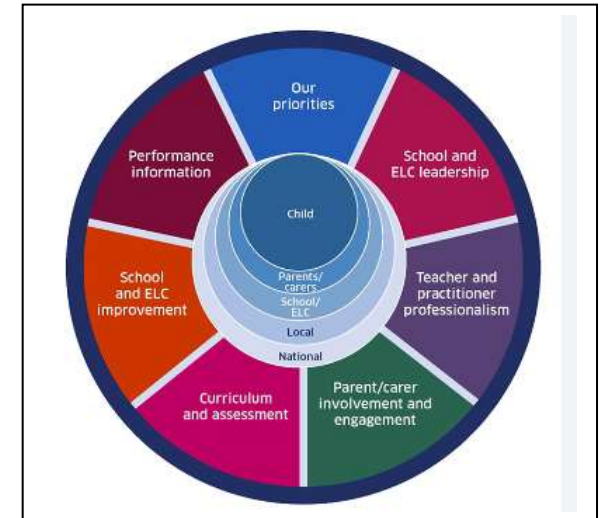 Our
priorities
School and
ELC leadership
Teacher and
practitioner
professionalism
Parent/carer
involvement and
engagement
Curriculum
and assessment
School
and ELC
improvement
Performance
information
Child
Parents/
carers
School/
ELC
Local
National